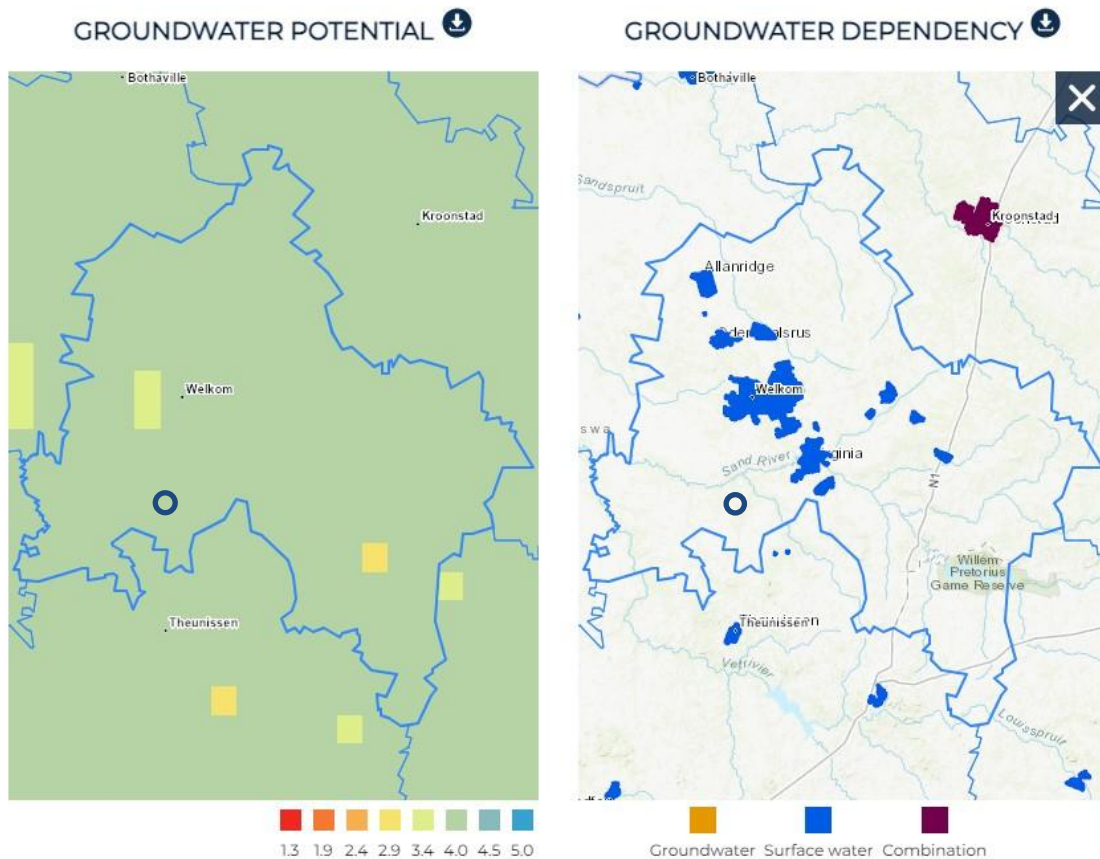 GROUNDWATER POTENTIAL
Bothaville
Kroonstad
Welkom
Theunissen
1.3 1.9 2.4 2.9 3.4 4.0 4.5 5.0
GROUNDWATER DEPENDENCY
Bothaville
Sandspruit
Kroonstad
Allanridge
Welkom
Sand River
N1
Willem
Pretorius
Game Reserve
Theunissen
Vetrivier
Groundwater Surface water Combination